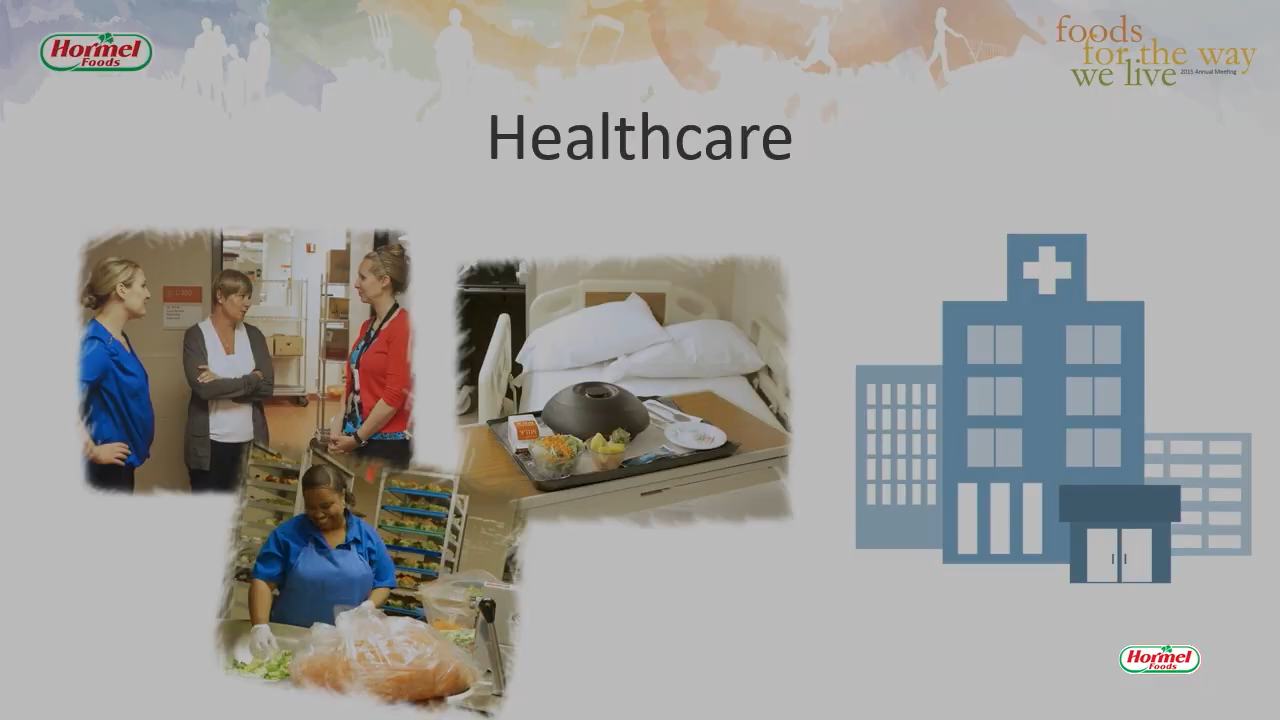 Hormel
Foods
foods
for the way
we live 2015 Annual Meeting
Healthcare
Hormel
Foods